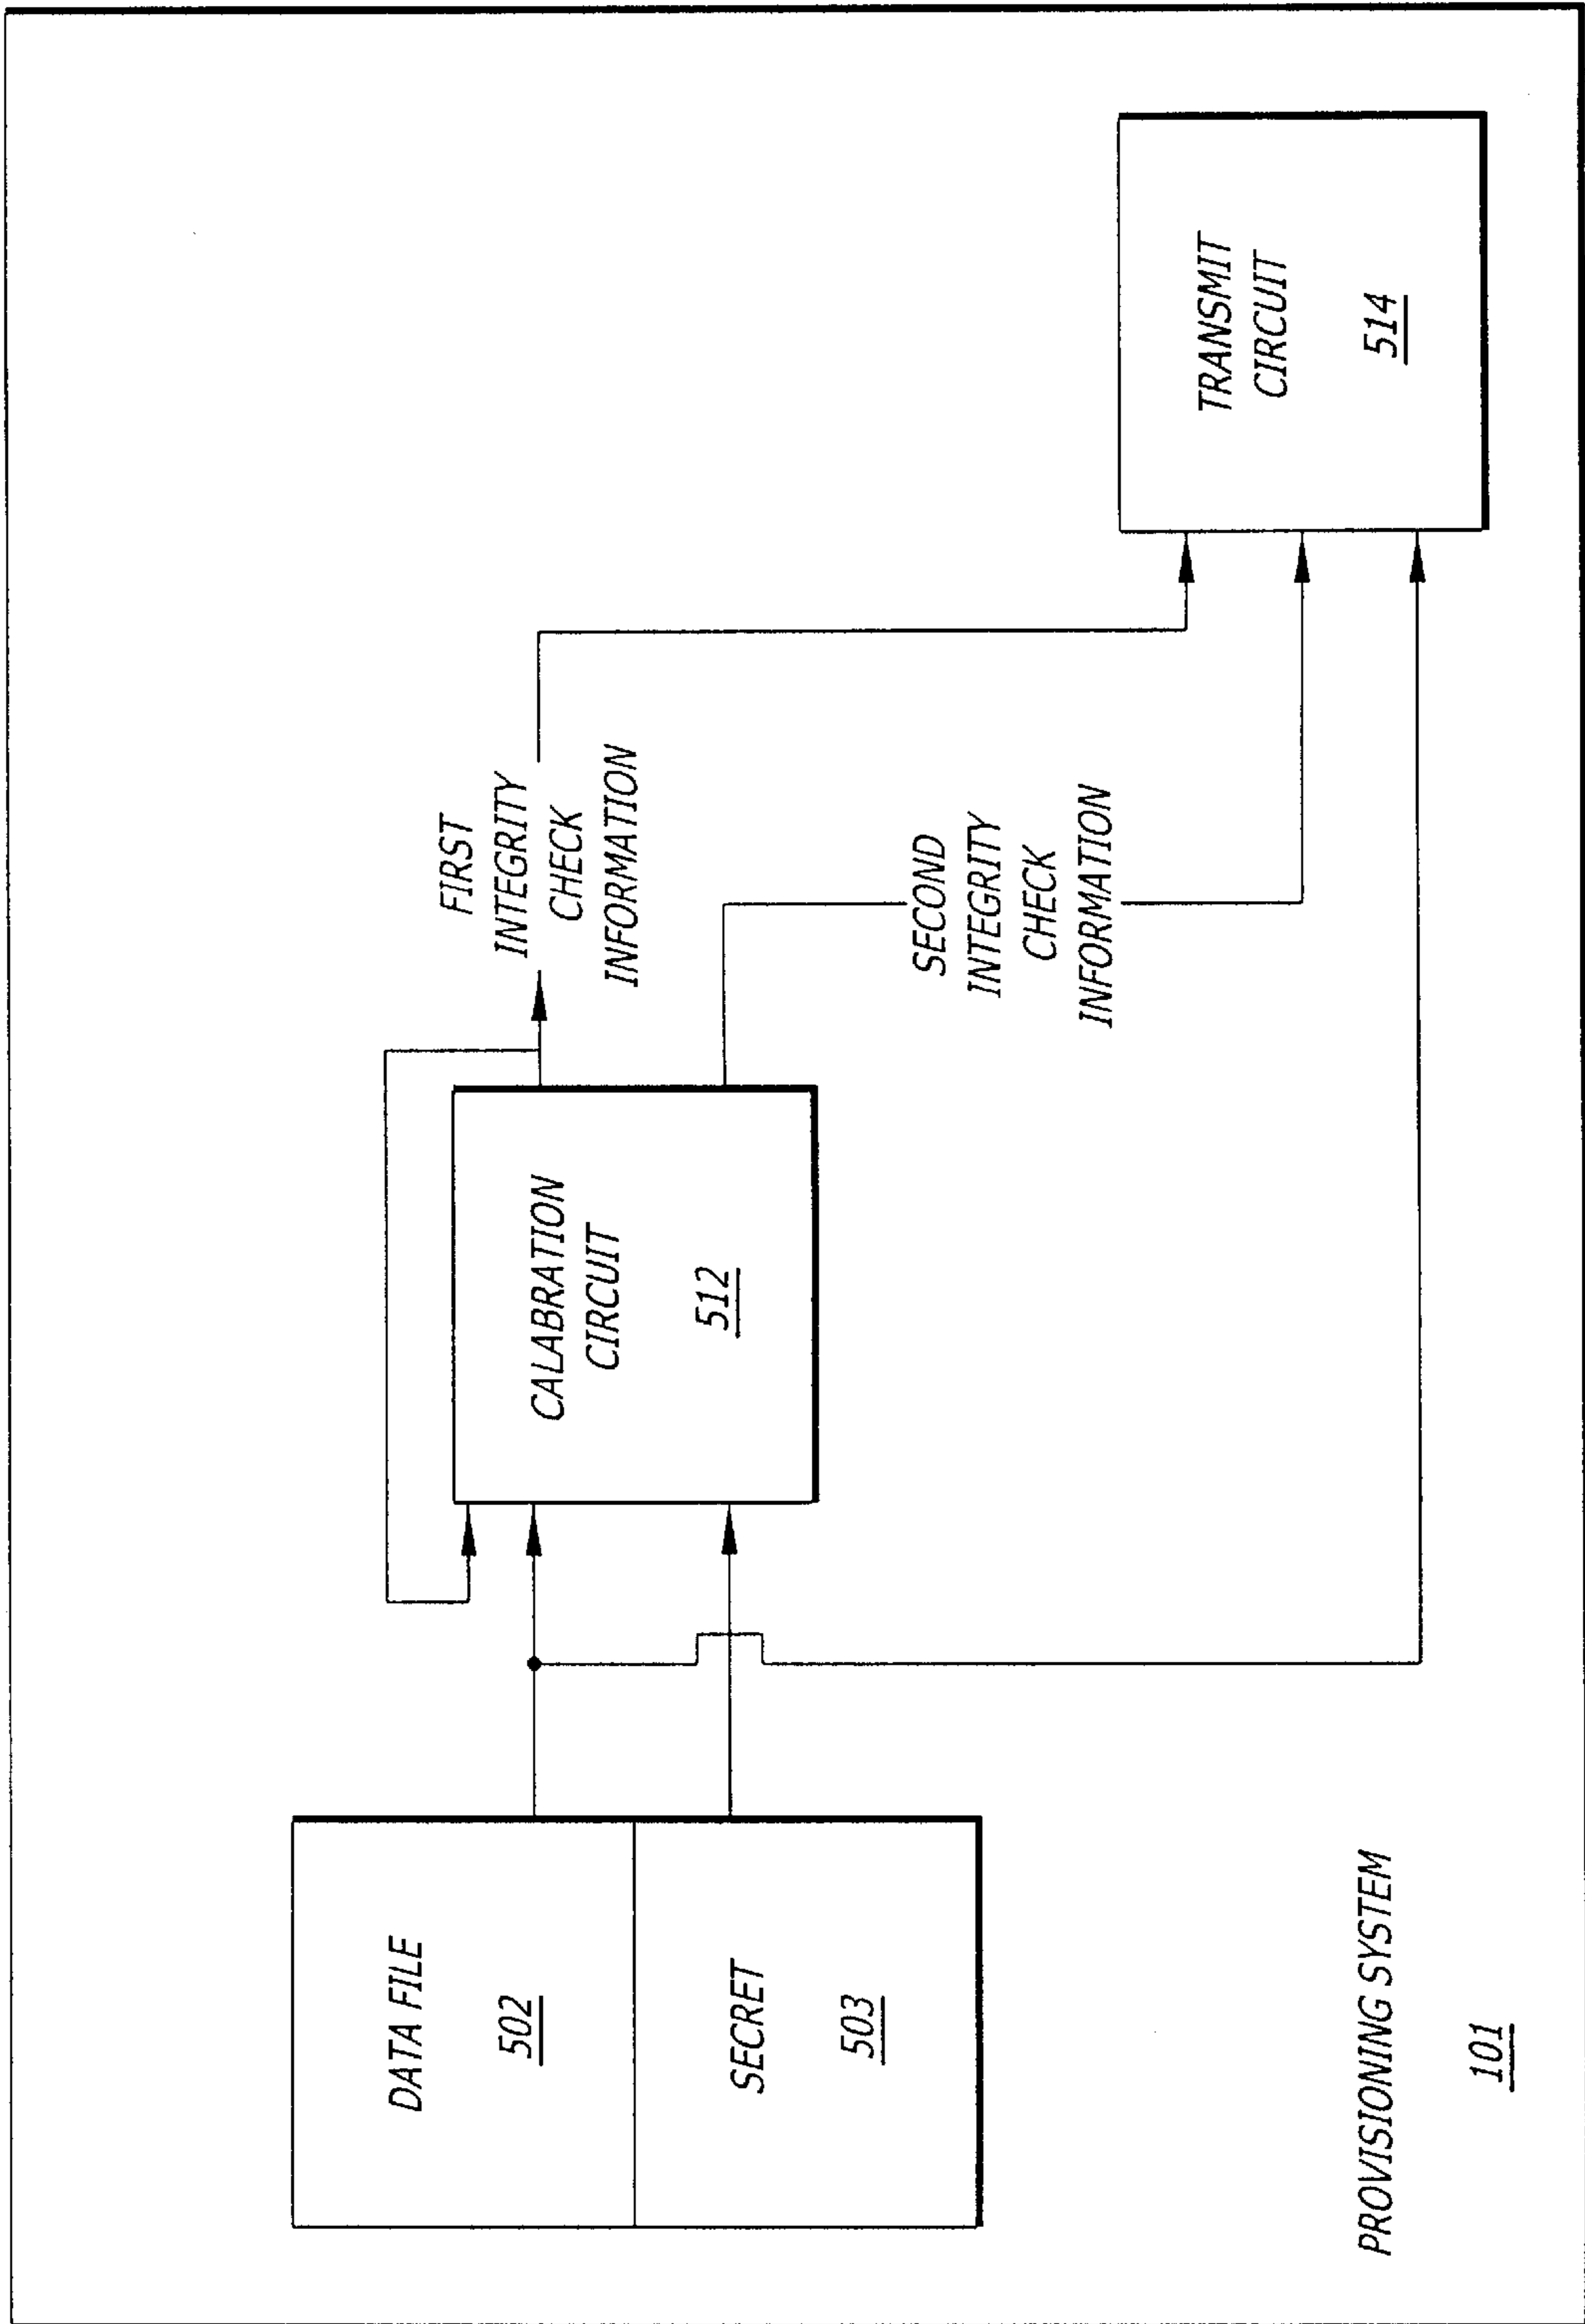 DATA FILE
502
SECRET
503
CALABRATION
CIRCUIT
512
FIRST
INTEGRITY
CHECK
INFORMATION
SECOND
INTEGRITY
CHECK
INFORMATION
TRANSMIT
CIRCUIT
514
PROVISIONING SYSTEM
101